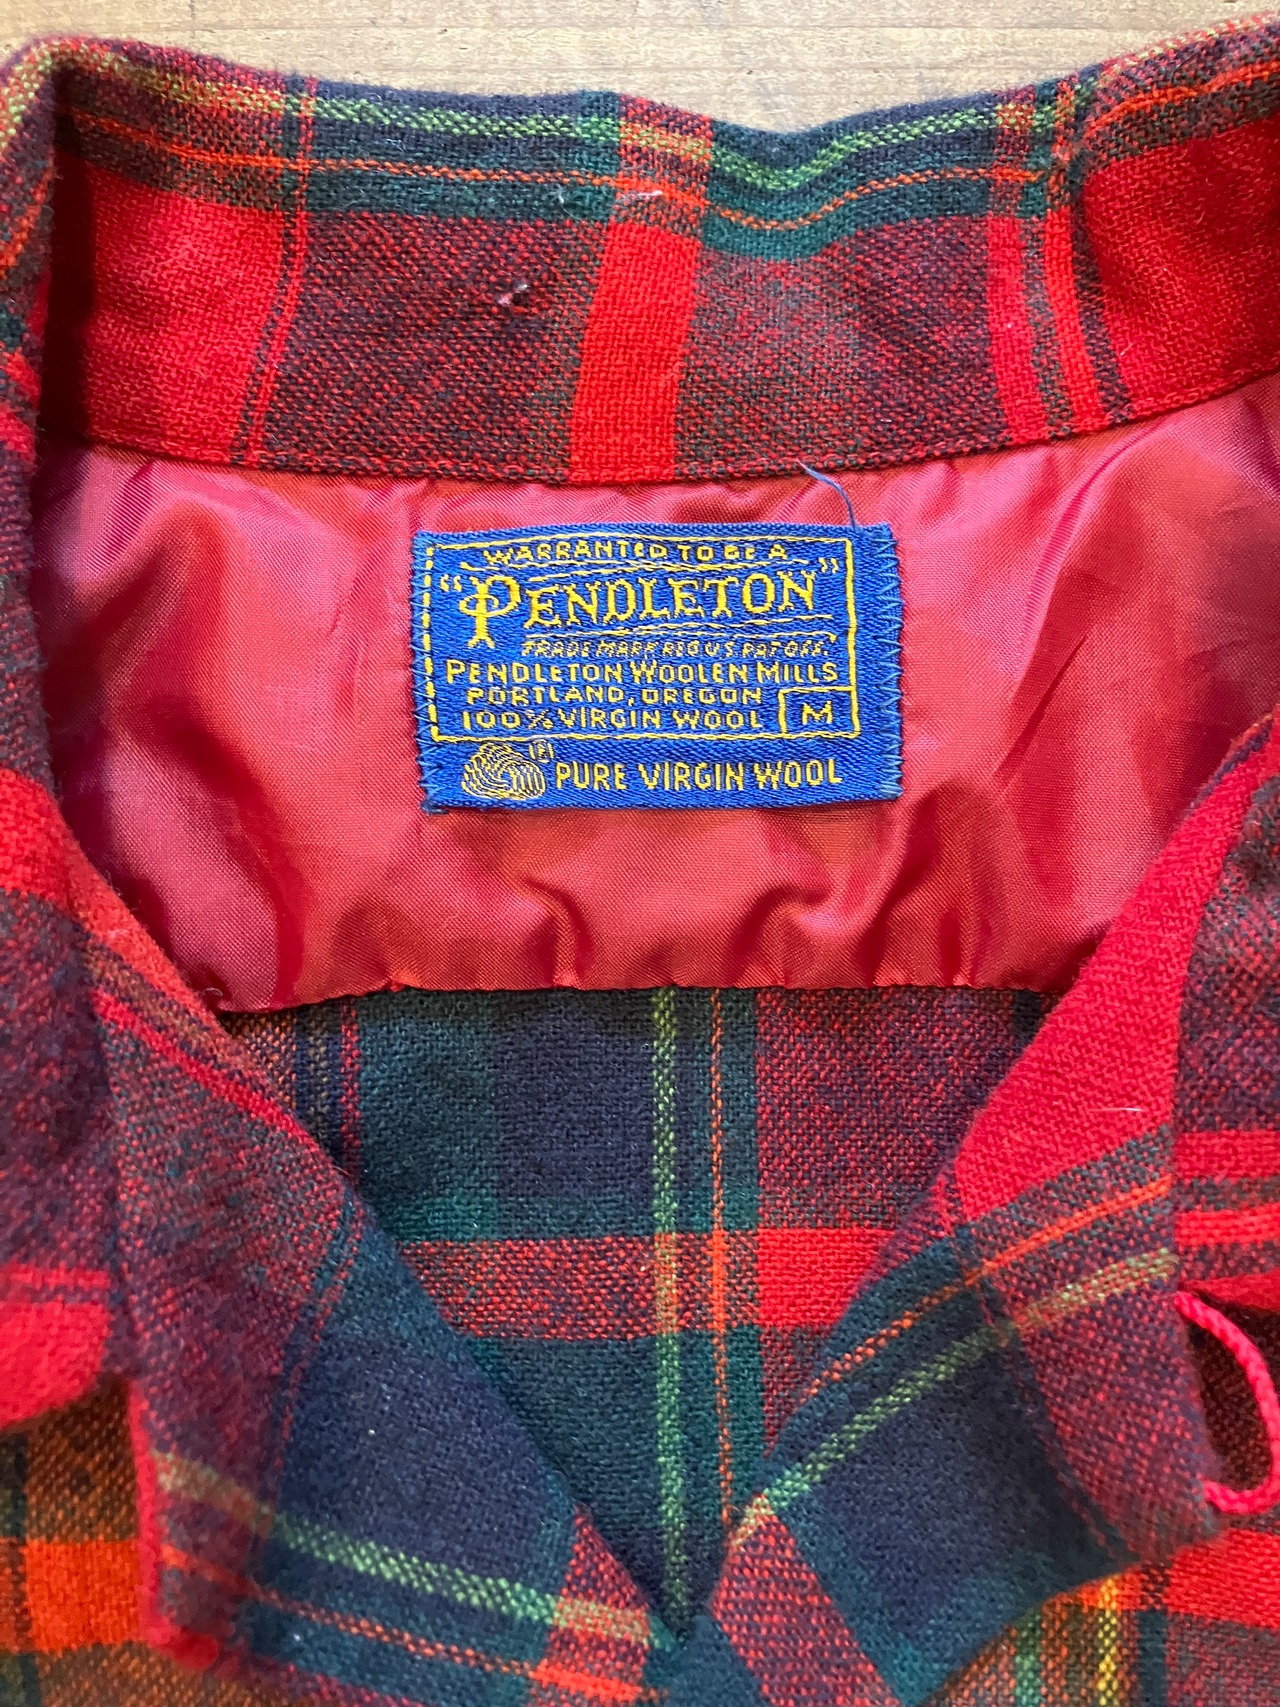 WARRANTED TO BE A
"PENDLETON"
TRADE MARK REG U.S. PAT. OFF.
PENDLETON WOOLEN MILLS
PORTLAND, OREGON
100% VIRGIN WOOL M
® PURE VIRGIN WOOL